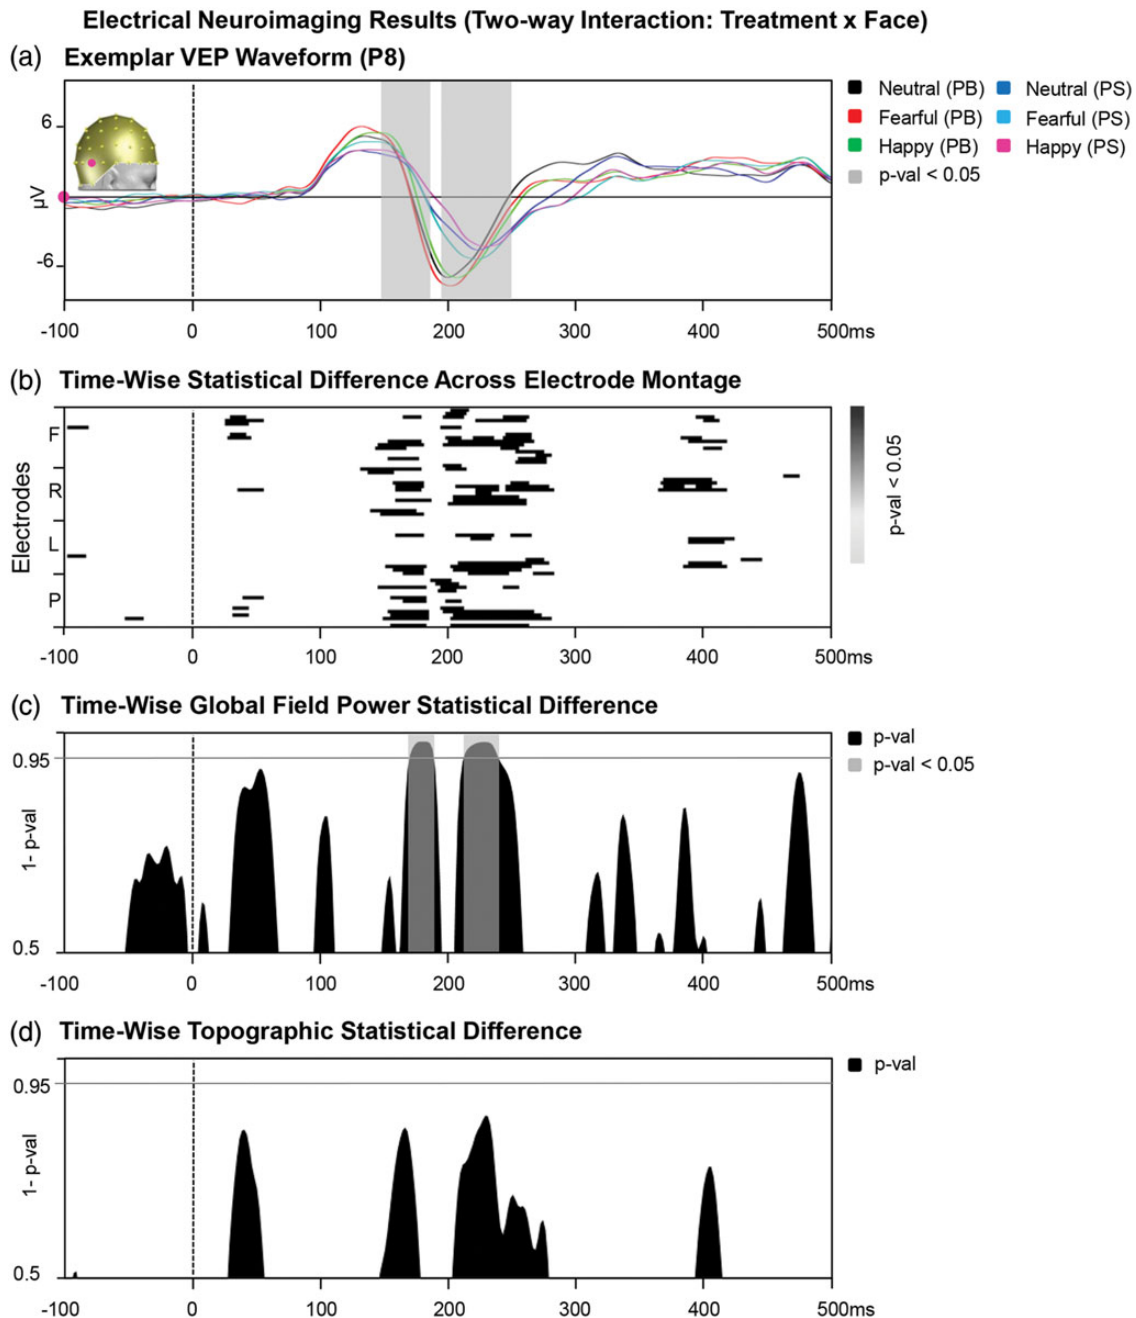 Electrical Neuroimaging Results (Two-way Interaction: Treatment x Face)
(a) Exemplar VEP Waveform (P8)
6
μV
-6
-100 0 100 200 300 400 500ms
Neutral (PB) Neutral (PS)
Fearful (PB) Fearful (PS)
Happy (PB) Happy (PS)
p-val < 0.05
(b) Time-Wise Statistical Difference Across Electrode Montage
Electrodes
F
R
L
P
-100 0 100 200 300 400 500ms
p-val < 0.05
(c) Time-Wise Global Field Power Statistical Difference
0.95
1- p-val
0.5
-100 0 100 200 300 400 500ms
p-val
p-val < 0.05
(d) Time-Wise Topographic Statistical Difference
0.95
1- p-val
0.5
-100 0 100 200 300 400 500ms
p-val